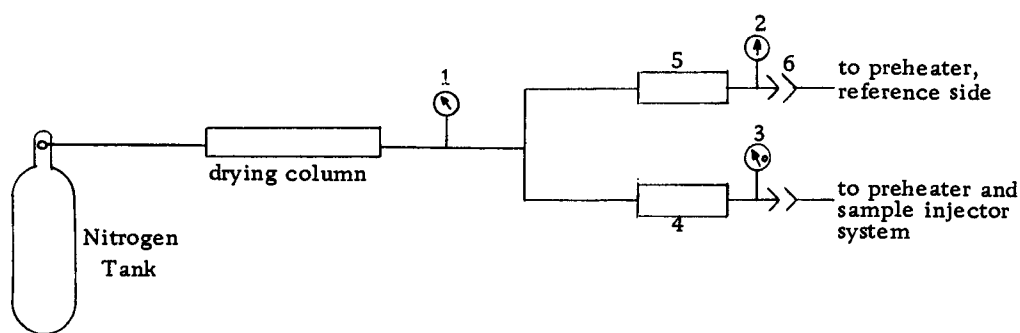 2
1
5
6
to preheater,
reference side
3
drying column
4
to preheater and
sample injector
system
Nitrogen
Tank